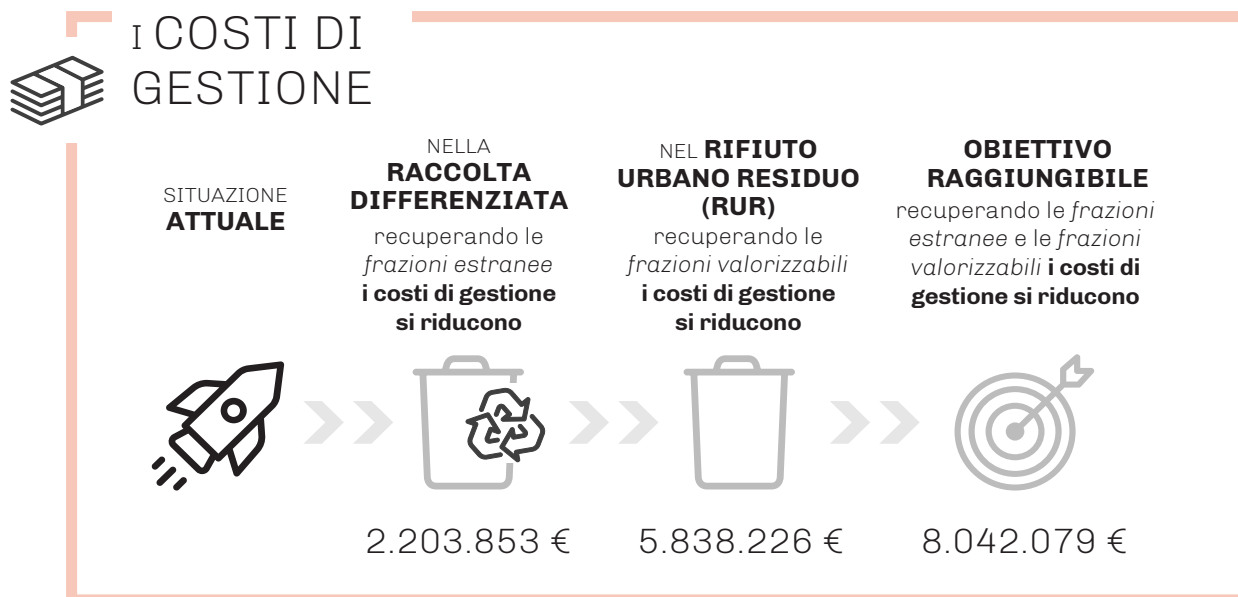 I COSTI DI
GESTIONE
SITUAZIONE
ATTUALE
NELLA
RACCOLTA
DIFFERENZIATA
recuperando le
frazioni estranee
i costi di gestione
si riducono
NEL RIFIUTO
URBANO RESIDUO
(RUR)
recuperando le
frazioni valorizzabili
i costi di gestione
si riducono
OBIETTIVO
RAGGIUNGIBILE
recuperando le frazioni
estranee e le frazioni
valorizzabili i costi di
gestione si riducono
2.203.853 €
5.838.226 €
8.042.079 €